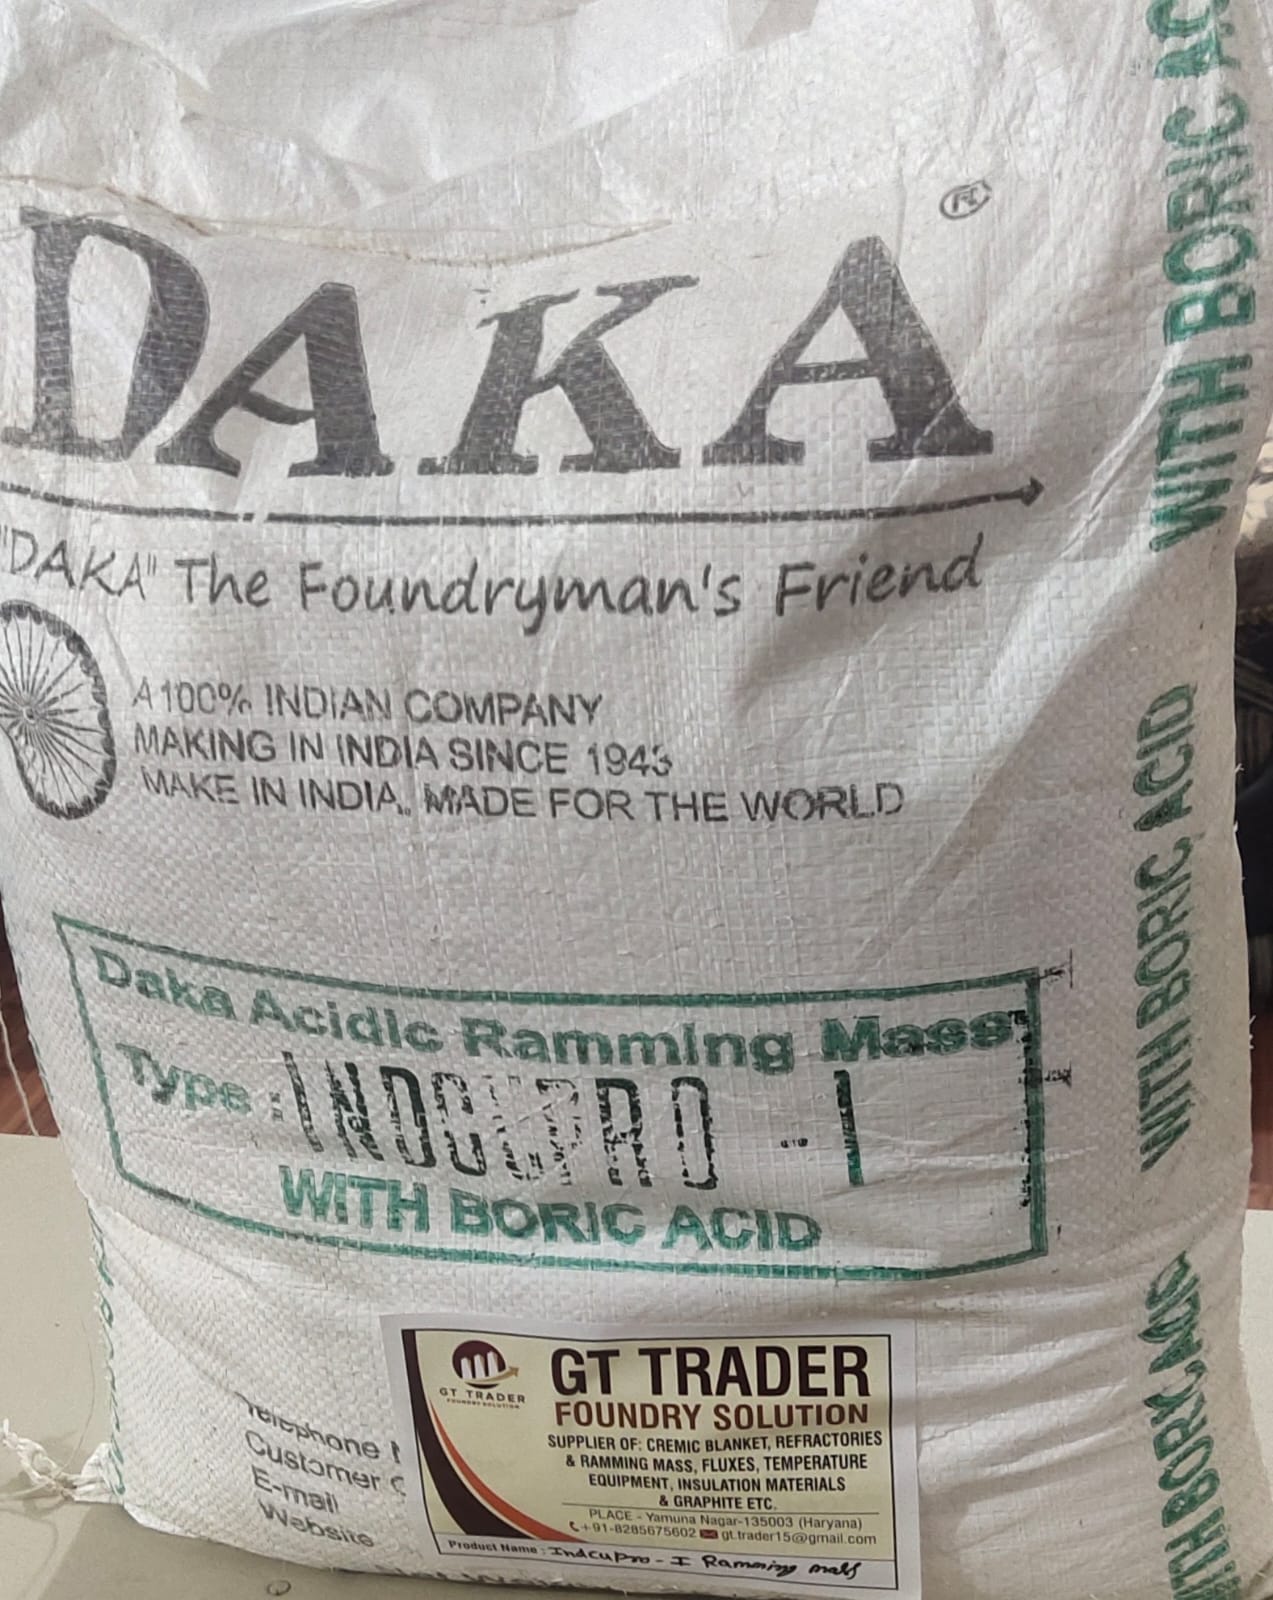 DAKA ®
"DAKA" The Foundryman's Friend
A 100% INDIAN COMPANY
MAKING IN INDIA SINCE 1943
MAKE IN INDIA, MADE FOR THE WORLD
Daka Acidic Ramming Mass
Type : INDCUPRO - I
WITH BORIC ACID
WITH BORIC AC
WITH BORIC ACID
WITH BORIC ACID
Telephone
Customer
E-mail
Website
GT TRADER
FOUNDRY SOLUTION
GT TRADER
FOUNDRY SOLUTION
SUPPLIER OF: CREMIC BLANKET, REFRACTORIES
& RAMMING MASS, FLUXES, TEMPERATURE
EQUIPMENT, INSULATION MATERIALS
& GRAPHITE ETC.
PLACE - Yamuna Nagar-135003 (Haryana)
+91-8285675602 gt.trader15@gmail.com
Product Name : Indcupro - I Ramming mass